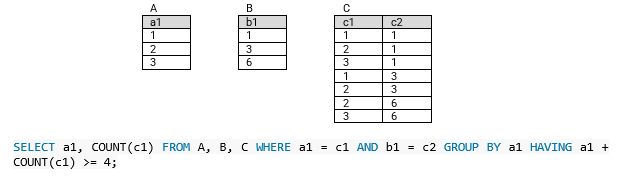 A B C
a1 b1 c1 c2
1 1 1 1
2 3 2 1
3 6 3 1
1 3
2 3
2 6
3 6
SELECT a1, COUNT(c1) FROM A, B, C WHERE a1 = c1 AND b1 = c2 GROUP BY a1 HAVING a1 +
COUNT(c1) >= 4;